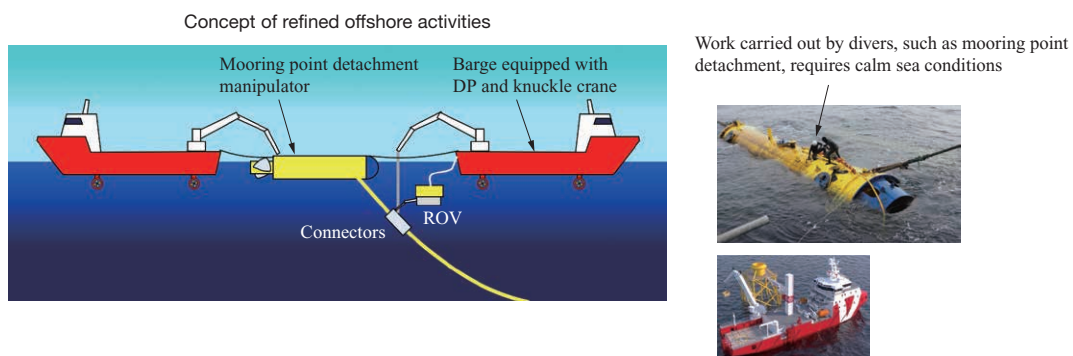 Concept of refined offshore activities
Mooring point detachment
manipulator
Barge equipped with
DP and knuckle crane
Connectors
ROV
Work carried out by divers, such as mooring point
detachment, requires calm sea conditions